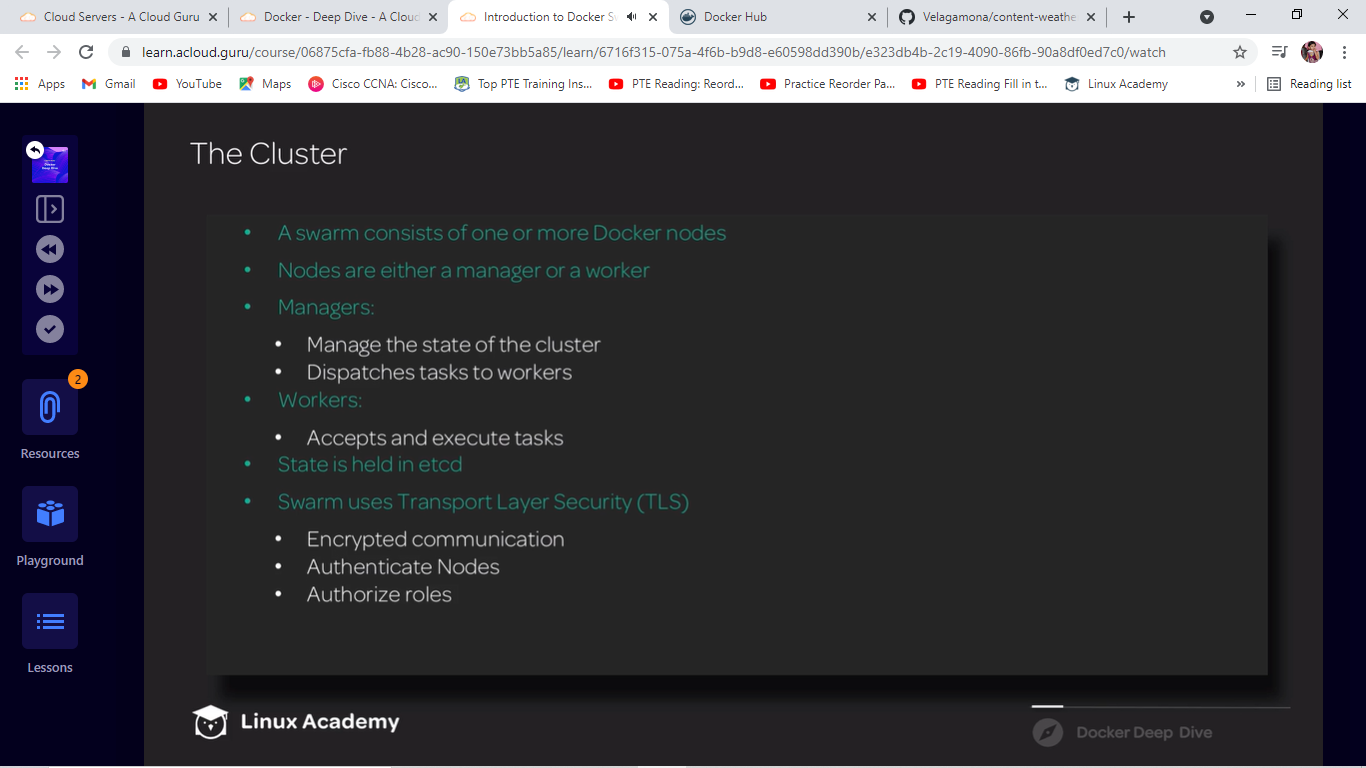 Cloud Servers - A Cloud Guru
Docker - Deep Dive - A Cloud
Introduction to Docker S
Docker Hub
Velagamona/content-weathe
learn.acloud.guru/course/06875cfa-fb88-4b28-ac90-150e73bb5a85/learn/6716f315-075a-4f6b-b9d8-e60598dd390b/e323db4b-2c19-4090-86fb-90a8df0ed7c0/watch
Apps
Gmail
YouTube
Maps
Cisco CCNA: Cisco...
Top PTE Training Ins...
PTE Reading: Reord...
Practice Reorder Pa...
PTE Reading Fill in t...
Linux Academy
»
Reading list
The Cluster
• A swarm consists of one or more Docker nodes
• Nodes are either a manager or a worker
• Managers:
• Manage the state of the cluster
• Dispatches tasks to workers
• Workers:
• Accepts and execute tasks
• State is held in etcd
• Swarm uses Transport Layer Security (TLS)
• Encrypted communication
• Authenticate Nodes
• Authorize roles
2
Resources
Playground
Lessons
Linux Academy
Docker Deep Dive